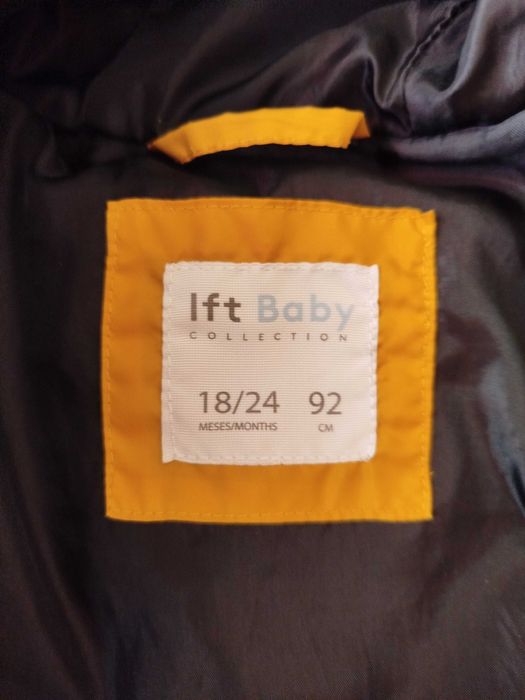 lft Baby
COLLECTION
18/24 92
MESES/MONTHS CM